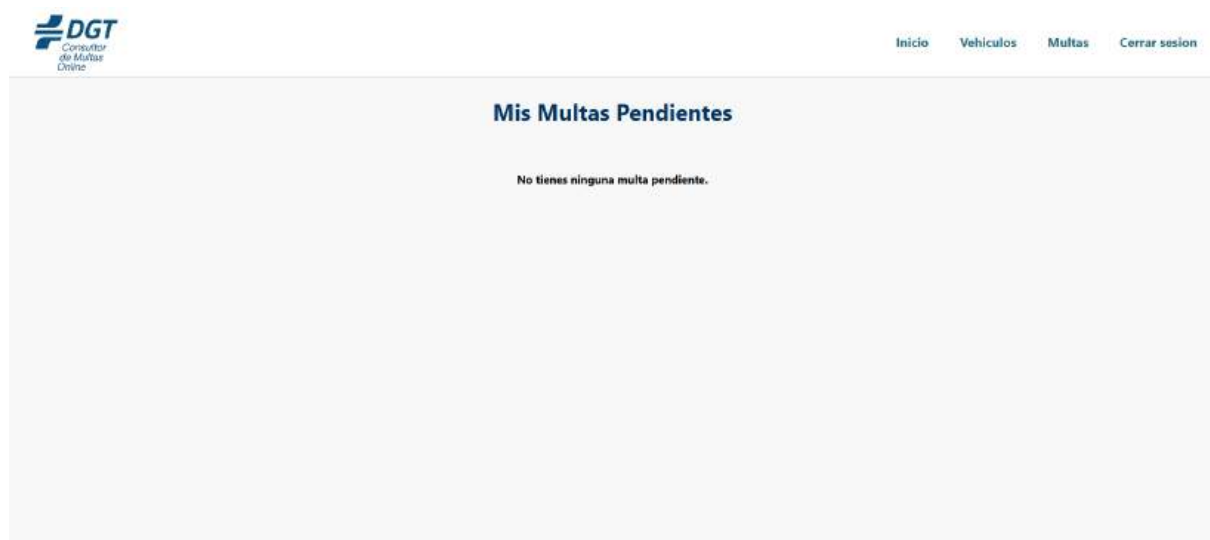 DGT
Consultor
de Multas
Online
Inicio Vehiculos Multas Cerrar sesion
Mis Multas Pendientes
No tienes ninguna multa pendiente.